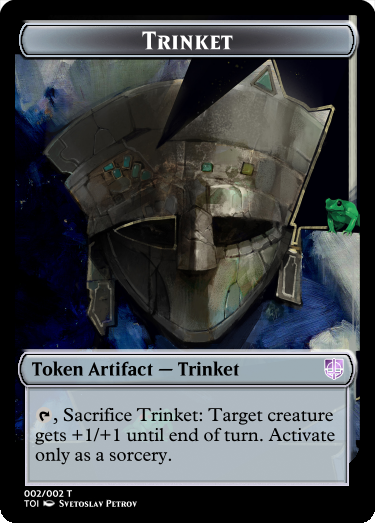 Trinket
Token Artifact — Trinket
, Sacrifice Trinket: Target creature
gets +1/+1 until end of turn. Activate
only as a sorcery.
002/002 T
TOI Svetoslav Petrov